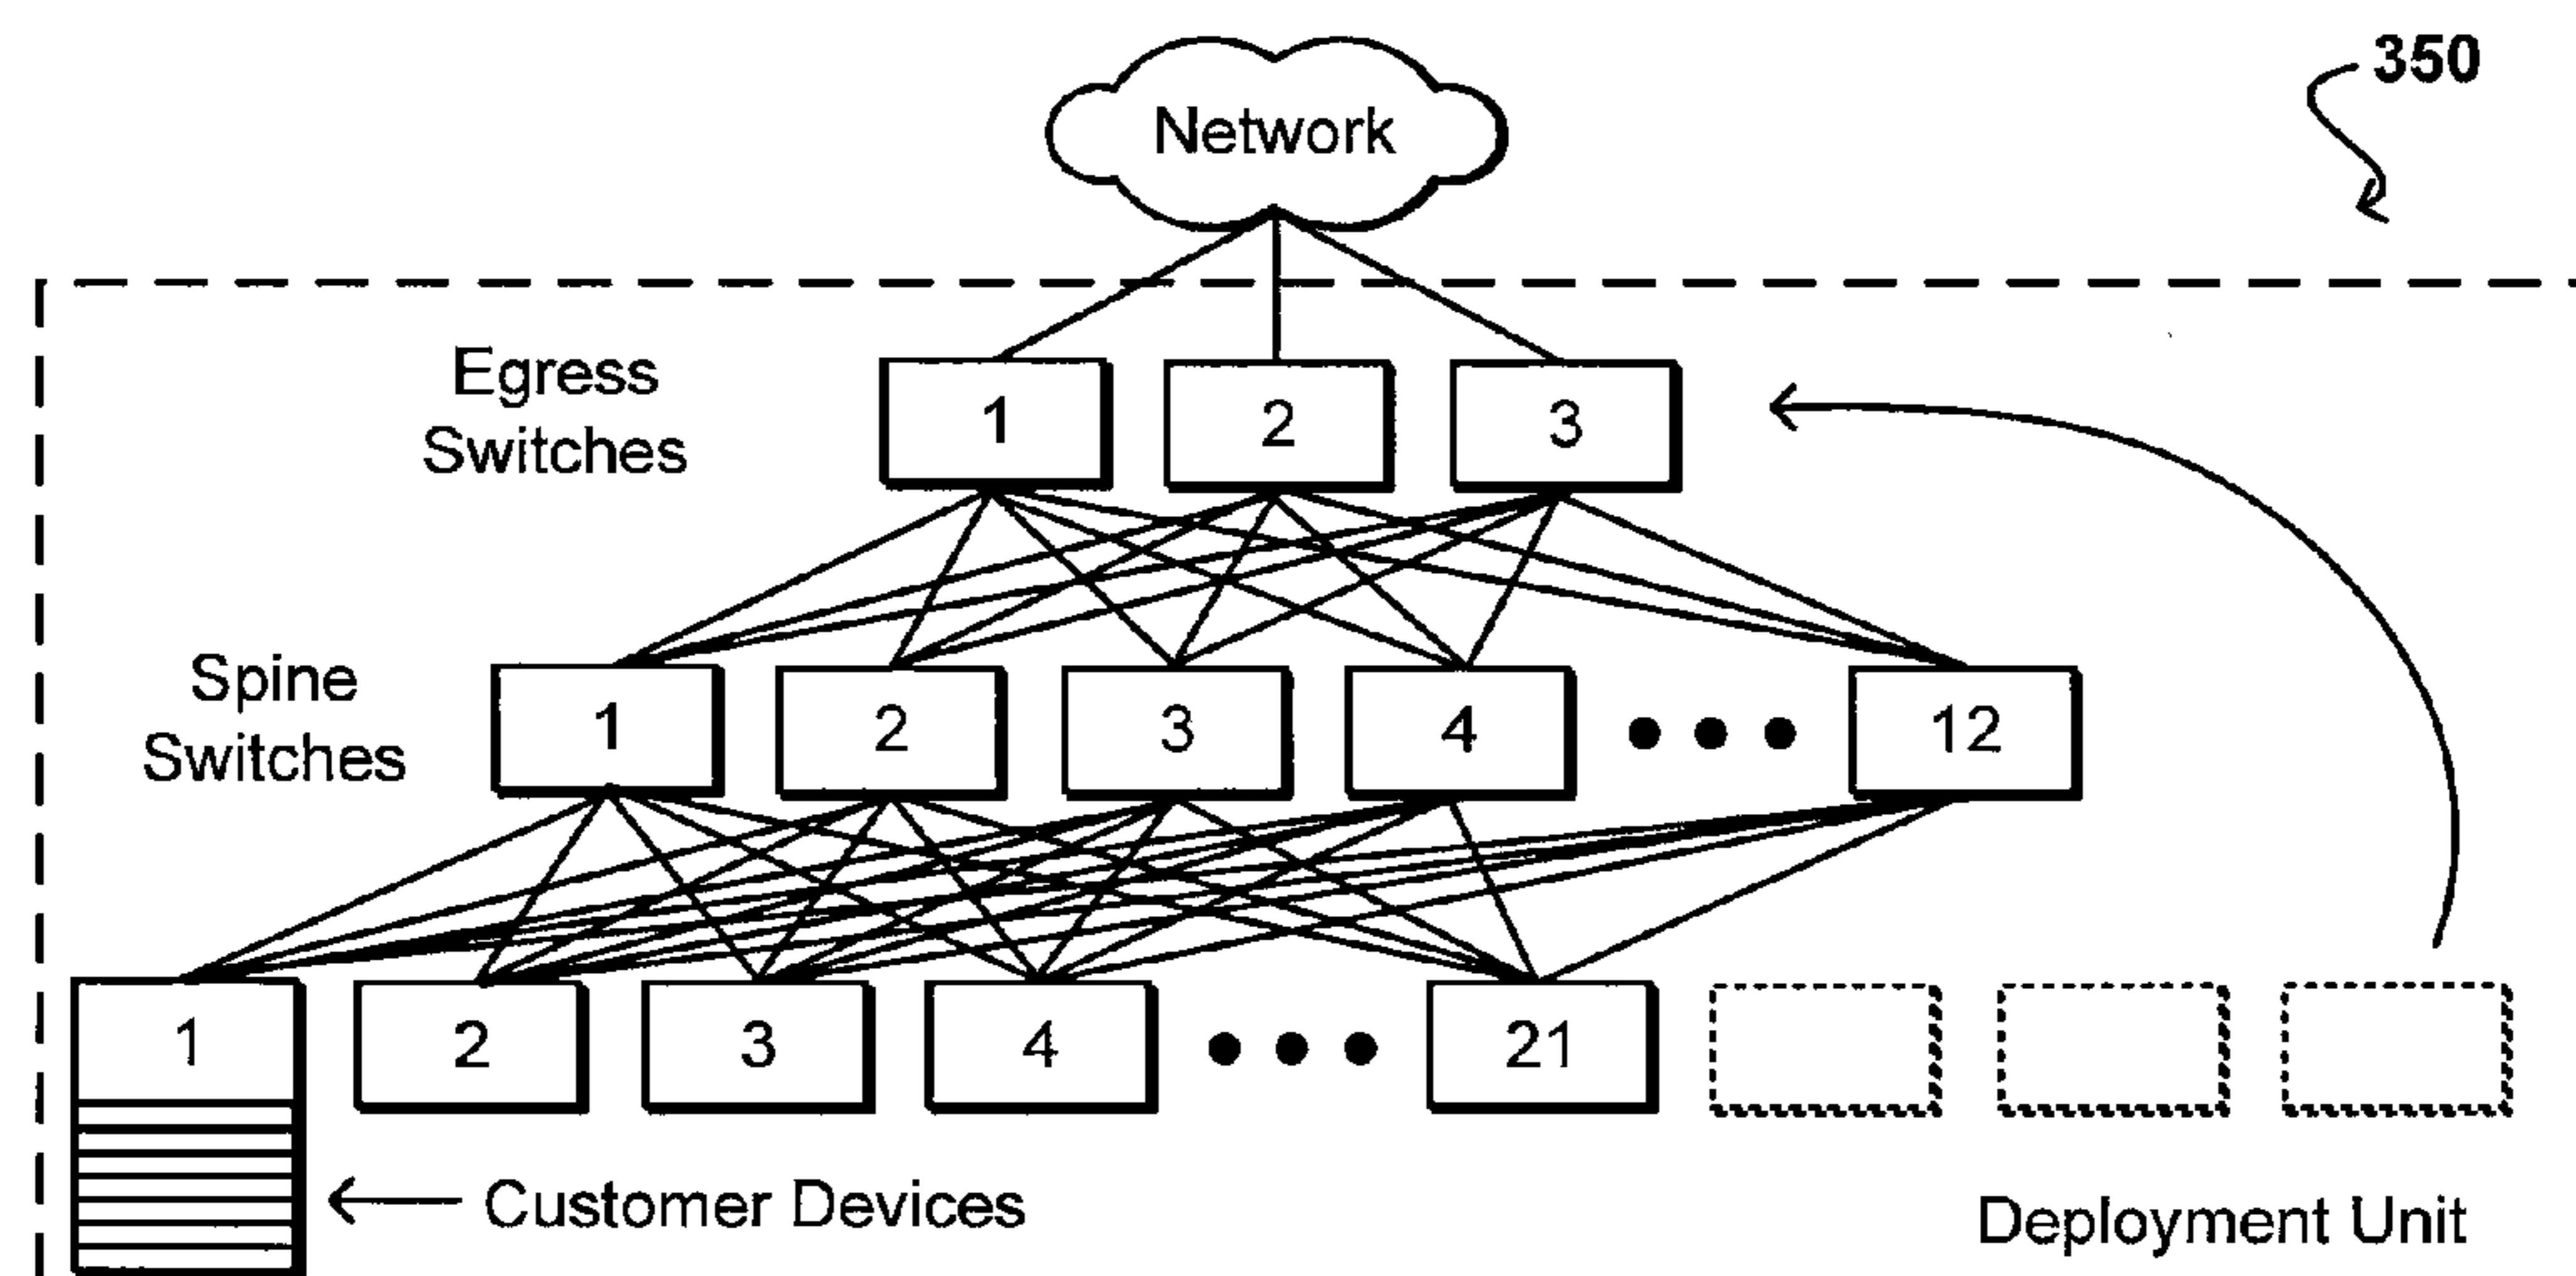 350
Network
Egress
Switches
1 2 3
Spine
Switches
1 2 3 4 12
1 2 3 4 21
Customer Devices
Deployment Unit